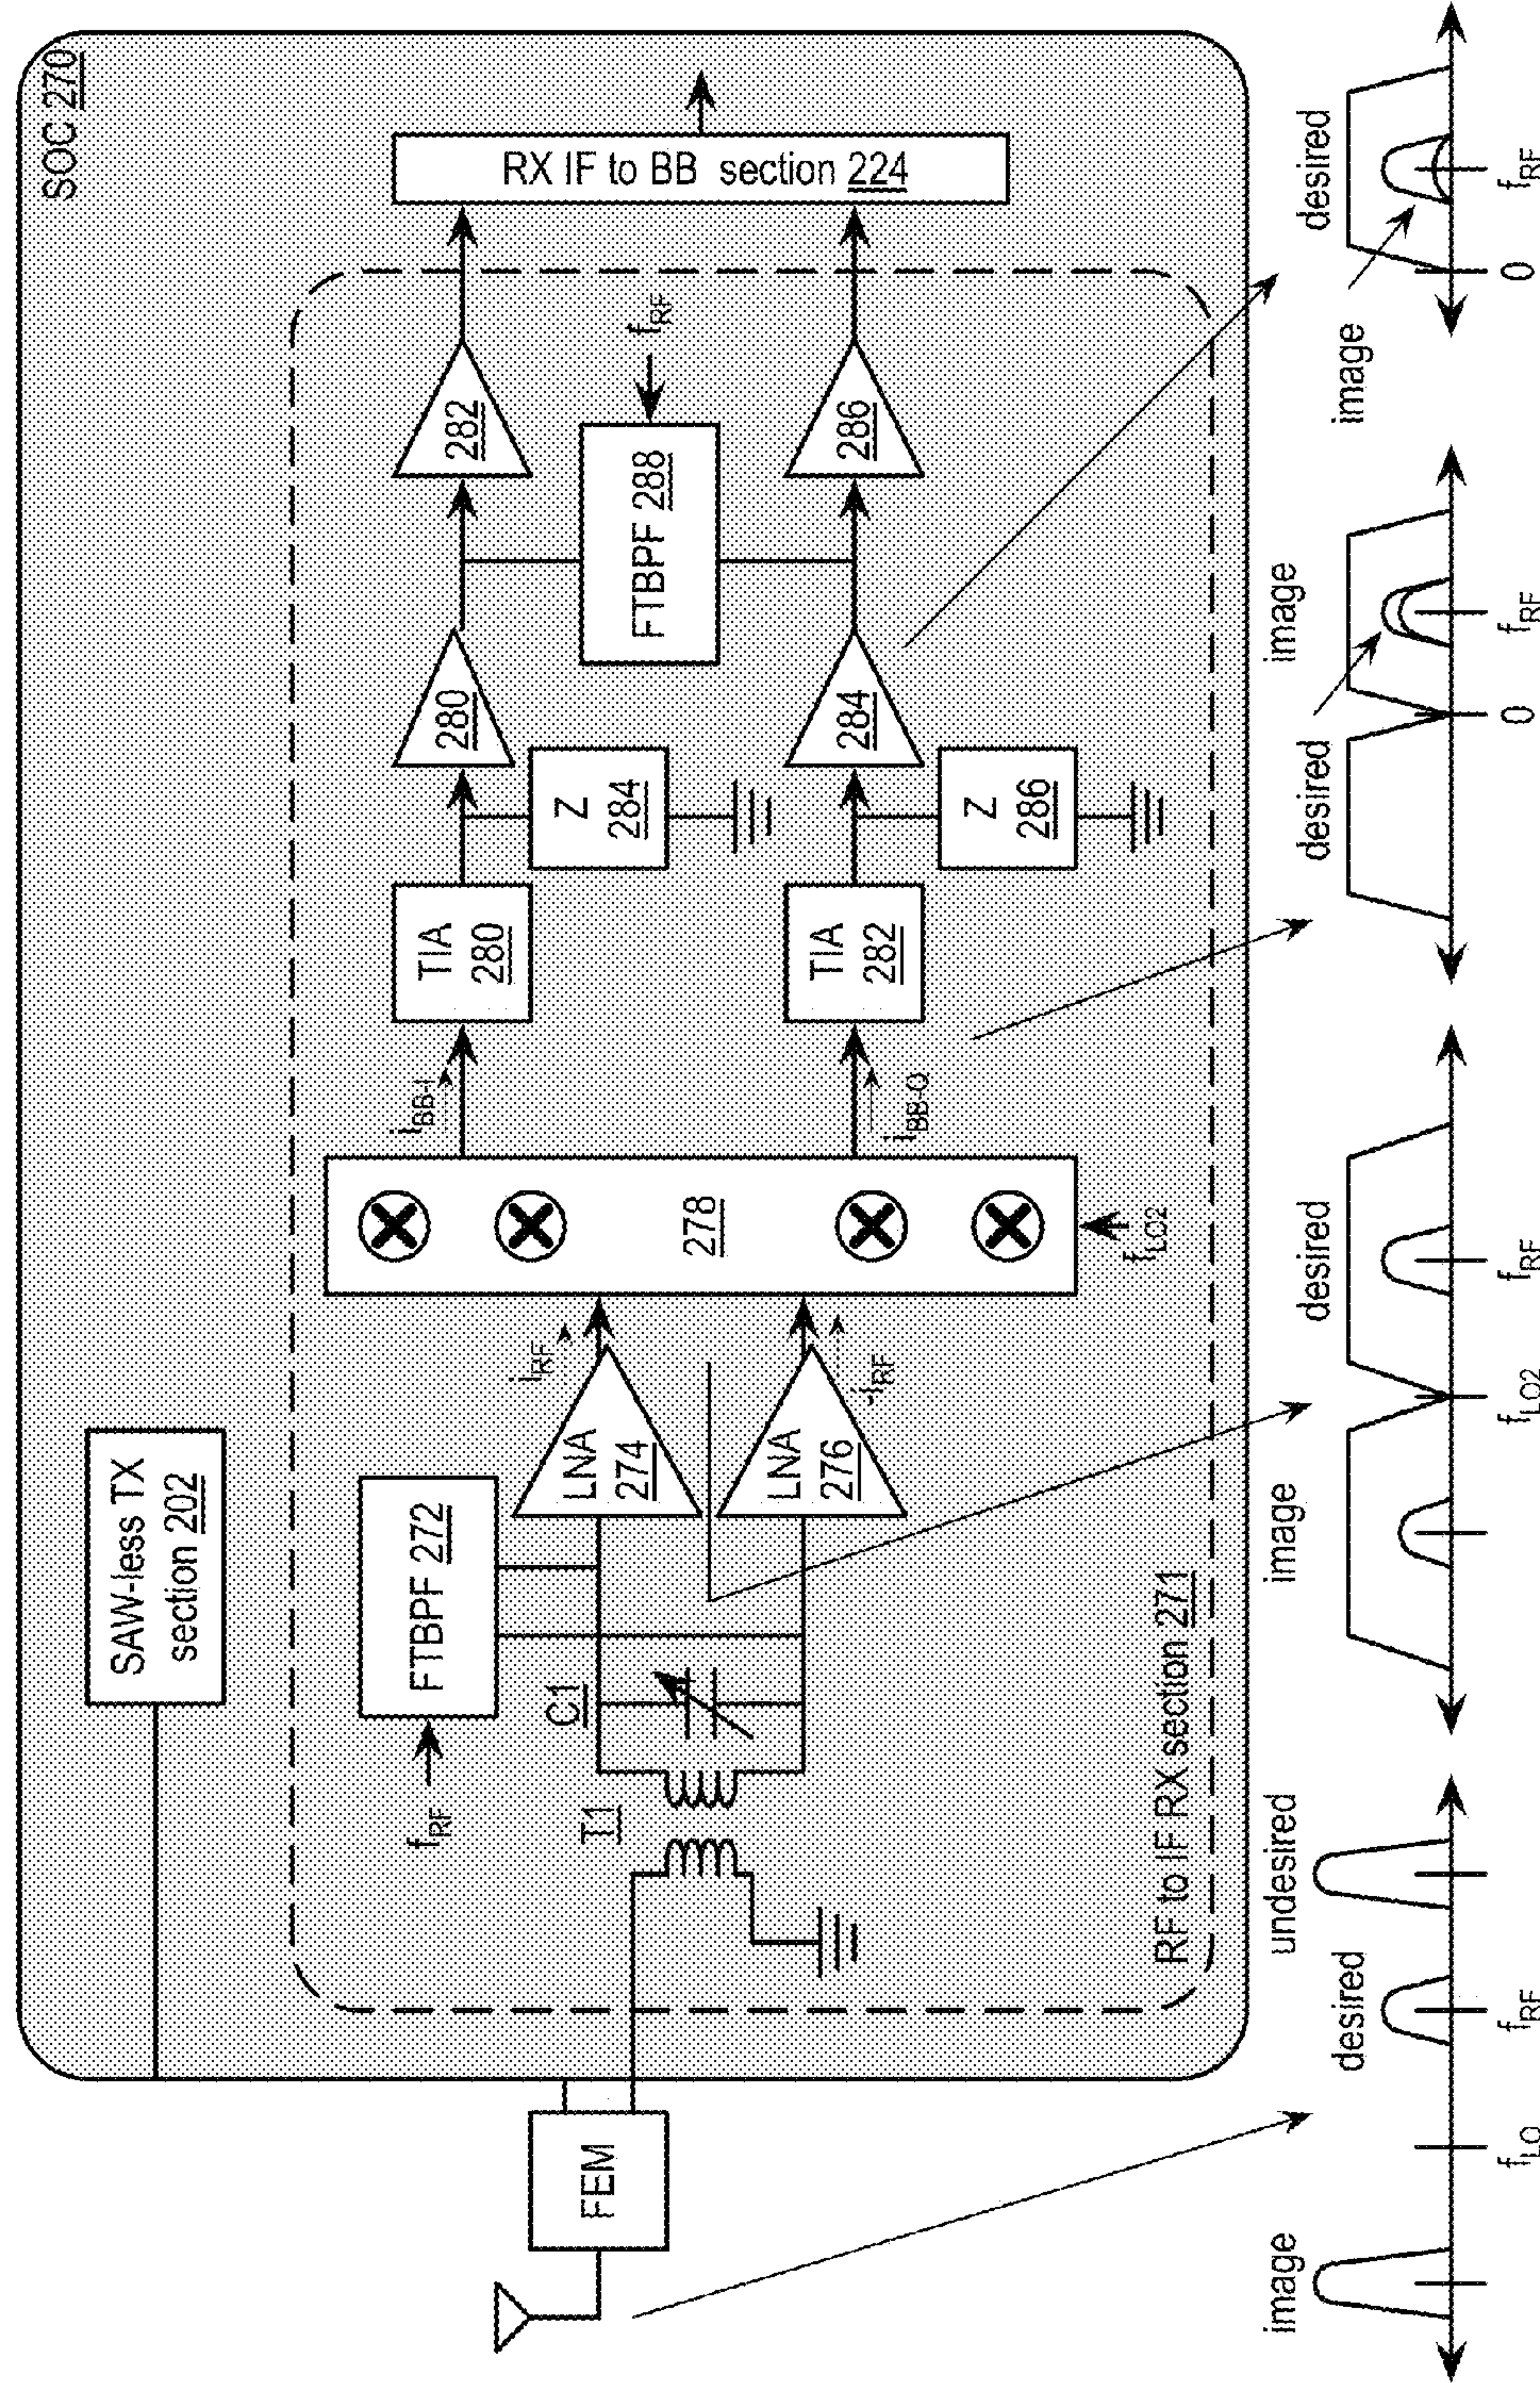 SOC 270
SAW-less TX
section 202
FEM
f_RF
FTBPF 272
T1
C1
LNA
274
LNA
276
i_RF
-i_RF
278
f_LO2
i_BB-I
i_BB-Q
TIA
280
TIA
282
Z
284
Z
286
280
284
FTBPF 288
f_RF
282
286
RX IF to BB section 224
RF to IF RX section 271
image
desired
undesired
f_LO
f_RF
image
desired
f_LO2
f_RF
desired
image
0
f_RF
image
desired
0
f_RF